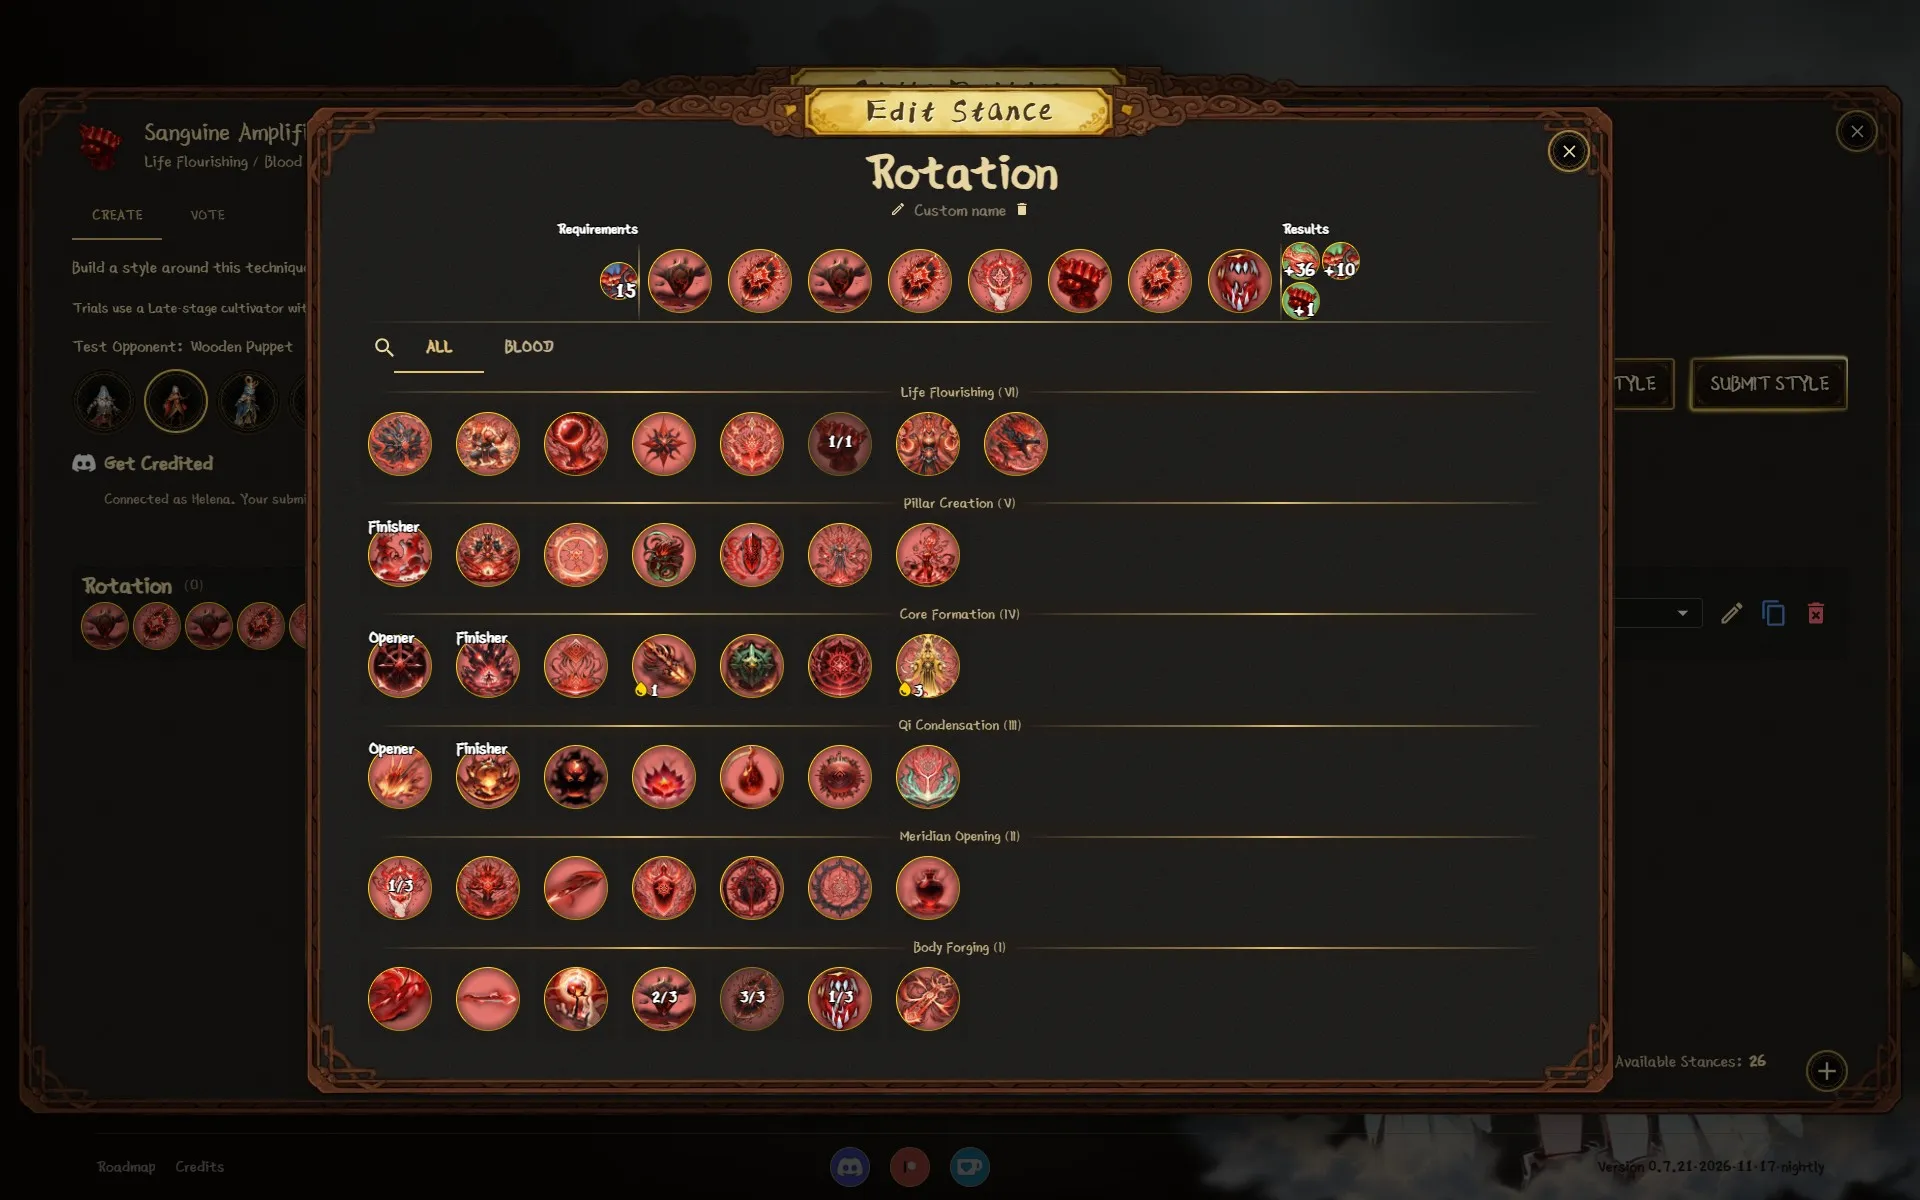 Edit Stance
Sanguine Amplifi
Life Flourishing / Blood
CREATE
VOTE
Build a style around this technique
Trials use a Late-stage cultivator wit
Test Opponent: Wooden Puppet
Get Credited
Connected as Helena. Your submi
Rotation (0)
Rotation
Custom name
Requirements
15
Results
+36
+10
+1
ALL
BLOOD
Life Flourishing (VI)
1/1
Pillar Creation (V)
Finisher
Core Formation (IV)
Opener
Finisher
1
3
Qi Condensation (III)
Opener
Finisher
Meridian Opening (II)
1/3
Body Forging (I)
2/3
3/3
1/3
TYLE
SUBMIT STYLE
Available Stances: 26
Roadmap
Credits
Version 0.7.21-2026-11-17-nightly